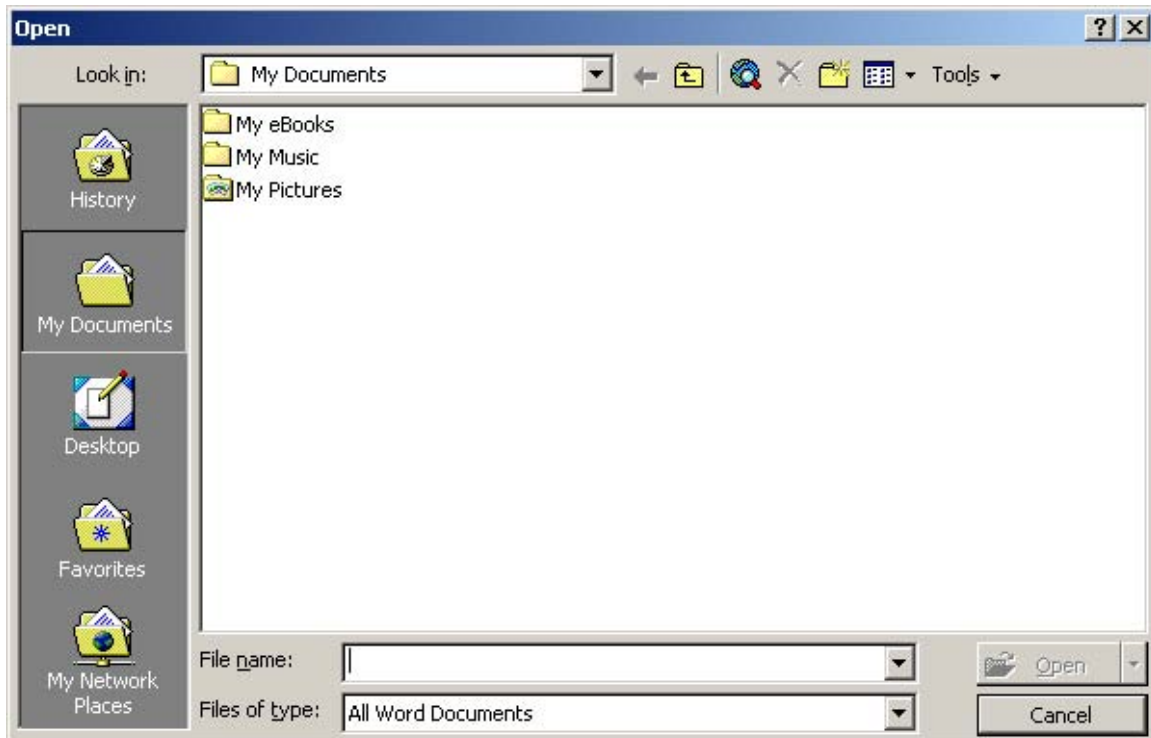 Open
Look in: My Documents Tools
My eBooks
My Music
My Pictures
History
My Documents
Desktop
Favorites
My Network
Places
File name:
Open
Files of type: All Word Documents
Cancel